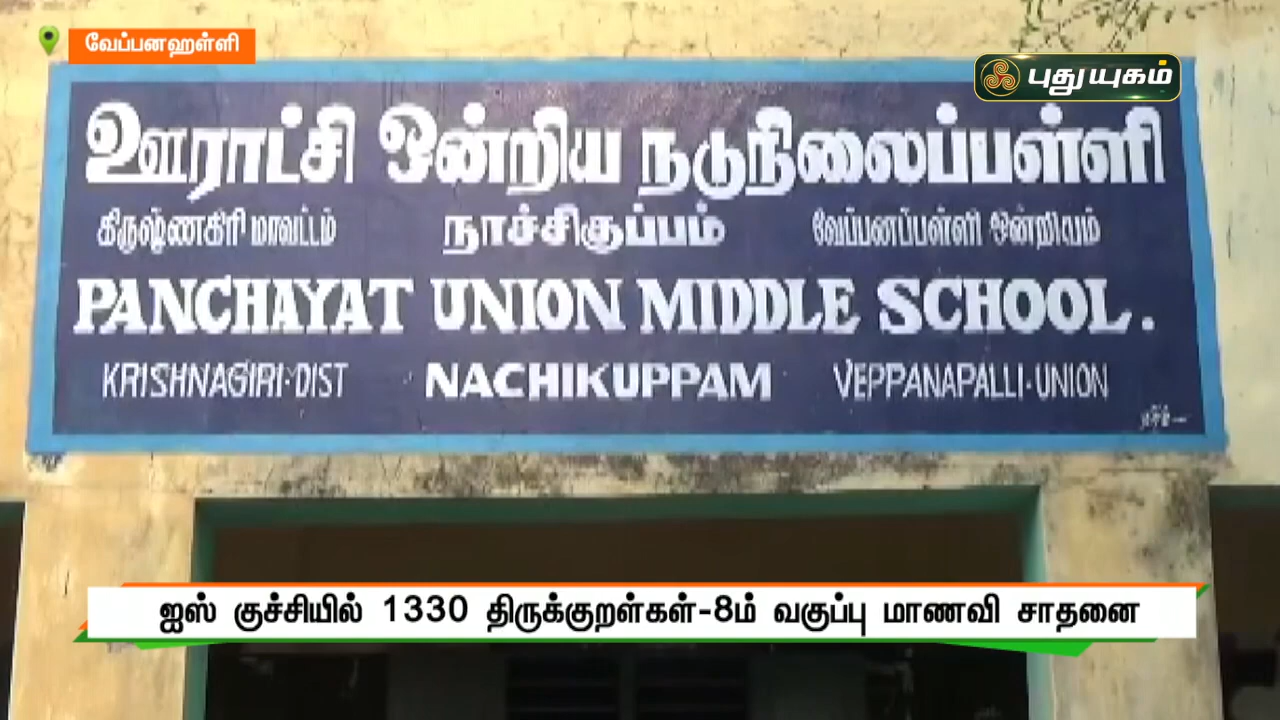 வேப்பனஹள்ளி
புதுயுகம்
ஊராட்சி ஒன்றிய நடுநிலைப்பள்ளி
கிருஷ்ணகிரி மாவட்டம் நாச்சிகுப்பம் வேப்பனப்பள்ளி ஒன்றியம்
PANCHAYAT UNION MIDDLE SCHOOL.
KRISHNAGIRI·DIST NACHIKUPPAM VEPPANAPALLI·UNION
ஐஸ் குச்சியில் 1330 திருக்குறள்கள்-8ம் வகுப்பு மாணவி சாதனை